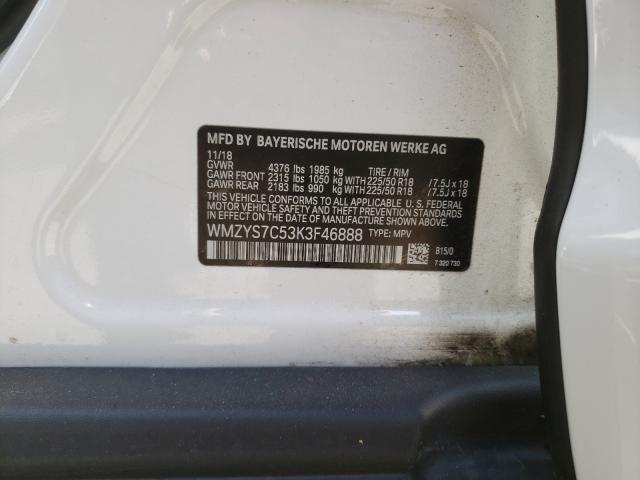 MFD BY BAYERISCHE MOTOREN WERKE AG
11/18
GVWR 4376 lbs 1985 kg TIRE / RIM
GAWR FRONT 2315 lbs 1050 kg WITH 225/50 R18 /7.5J x 18
GAWR REAR 2183 lbs 990 kg WITH 225/50 R18 /7.5J x 18
THIS VEHICLE CONFORMS TO ALL APPLICABLE U.S. FEDERAL
MOTOR VEHICLE SAFETY, BUMPER, AND THEFT PREVENTION
STANDARDS IN EFFECT ON THE DATE OF MANUFACTURE SHOWN ABOVE.
WMZYS7C53K3F46888 TYPE: MPV
B15/0
7 320 730